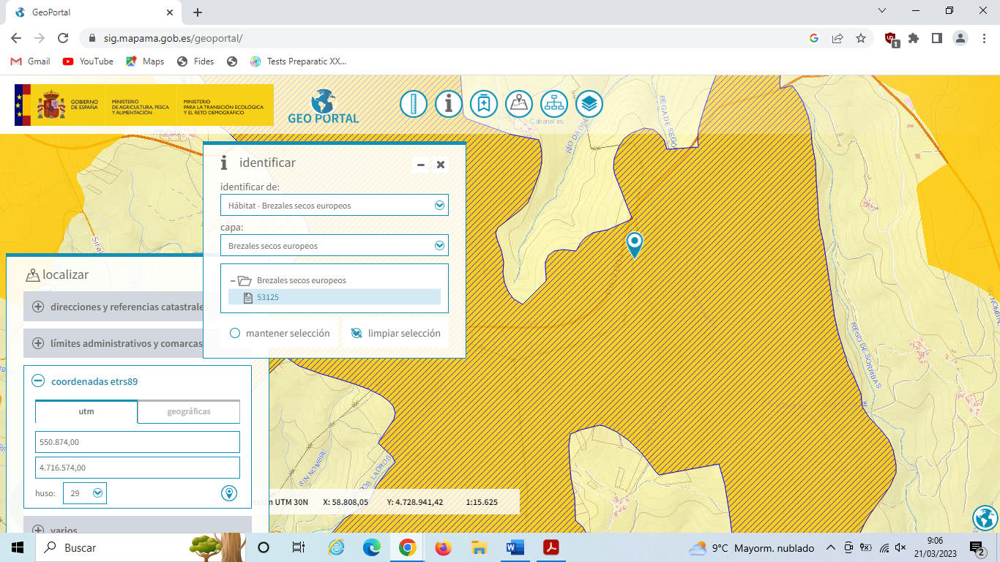 GeoPortal
sig.mapama.gob.es/geoportal/
1
Gmail
YouTube
Maps
Fides
Tests Preparatic XX...
GOBIERNO
DE ESPAÑA
MINISTERIO
DE AGRICULTURA, PESCA
Y ALIMENTACIÓN
MINISTERIO
PARA LA TRANSICIÓN ECOLÓGICA
Y EL RETO DEMOGRÁFICO
GEO PORTAL
Cabanelas
REGA DE SEGO
RÍO DA
identificar
identificar de:
Hábitat - Brezales secos europeos
capa:
Brezales secos europeos
Brezales secos europeos
53125
mantener selección
limpiar selección
localizar
direcciones y referencias catastrales
límites administrativos y comarcas
coordenadas etrs89
utm
geográficas
550.874,00
4.716.574,00
huso:
29
varios
SIN NOMBRE
LADROS
REGO DE SORRIBAS
SIN NOMBRE
UTM 30N
X: 58.808,05
Y: 4.728.941,42
1:15.625
Buscar
9°C Mayorm. nublado
9:06
21/03/2023
2